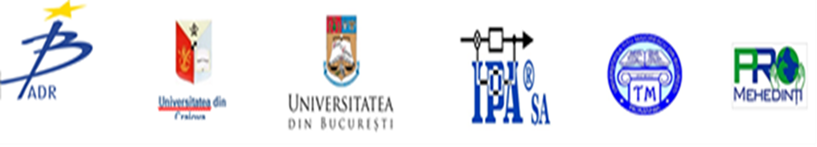 B
ADR
Universitatea din
Craiova
UNIVERSITATEA
DIN BUCUREȘTI
IPA® SA
TM
PRO
MEHEDINȚI